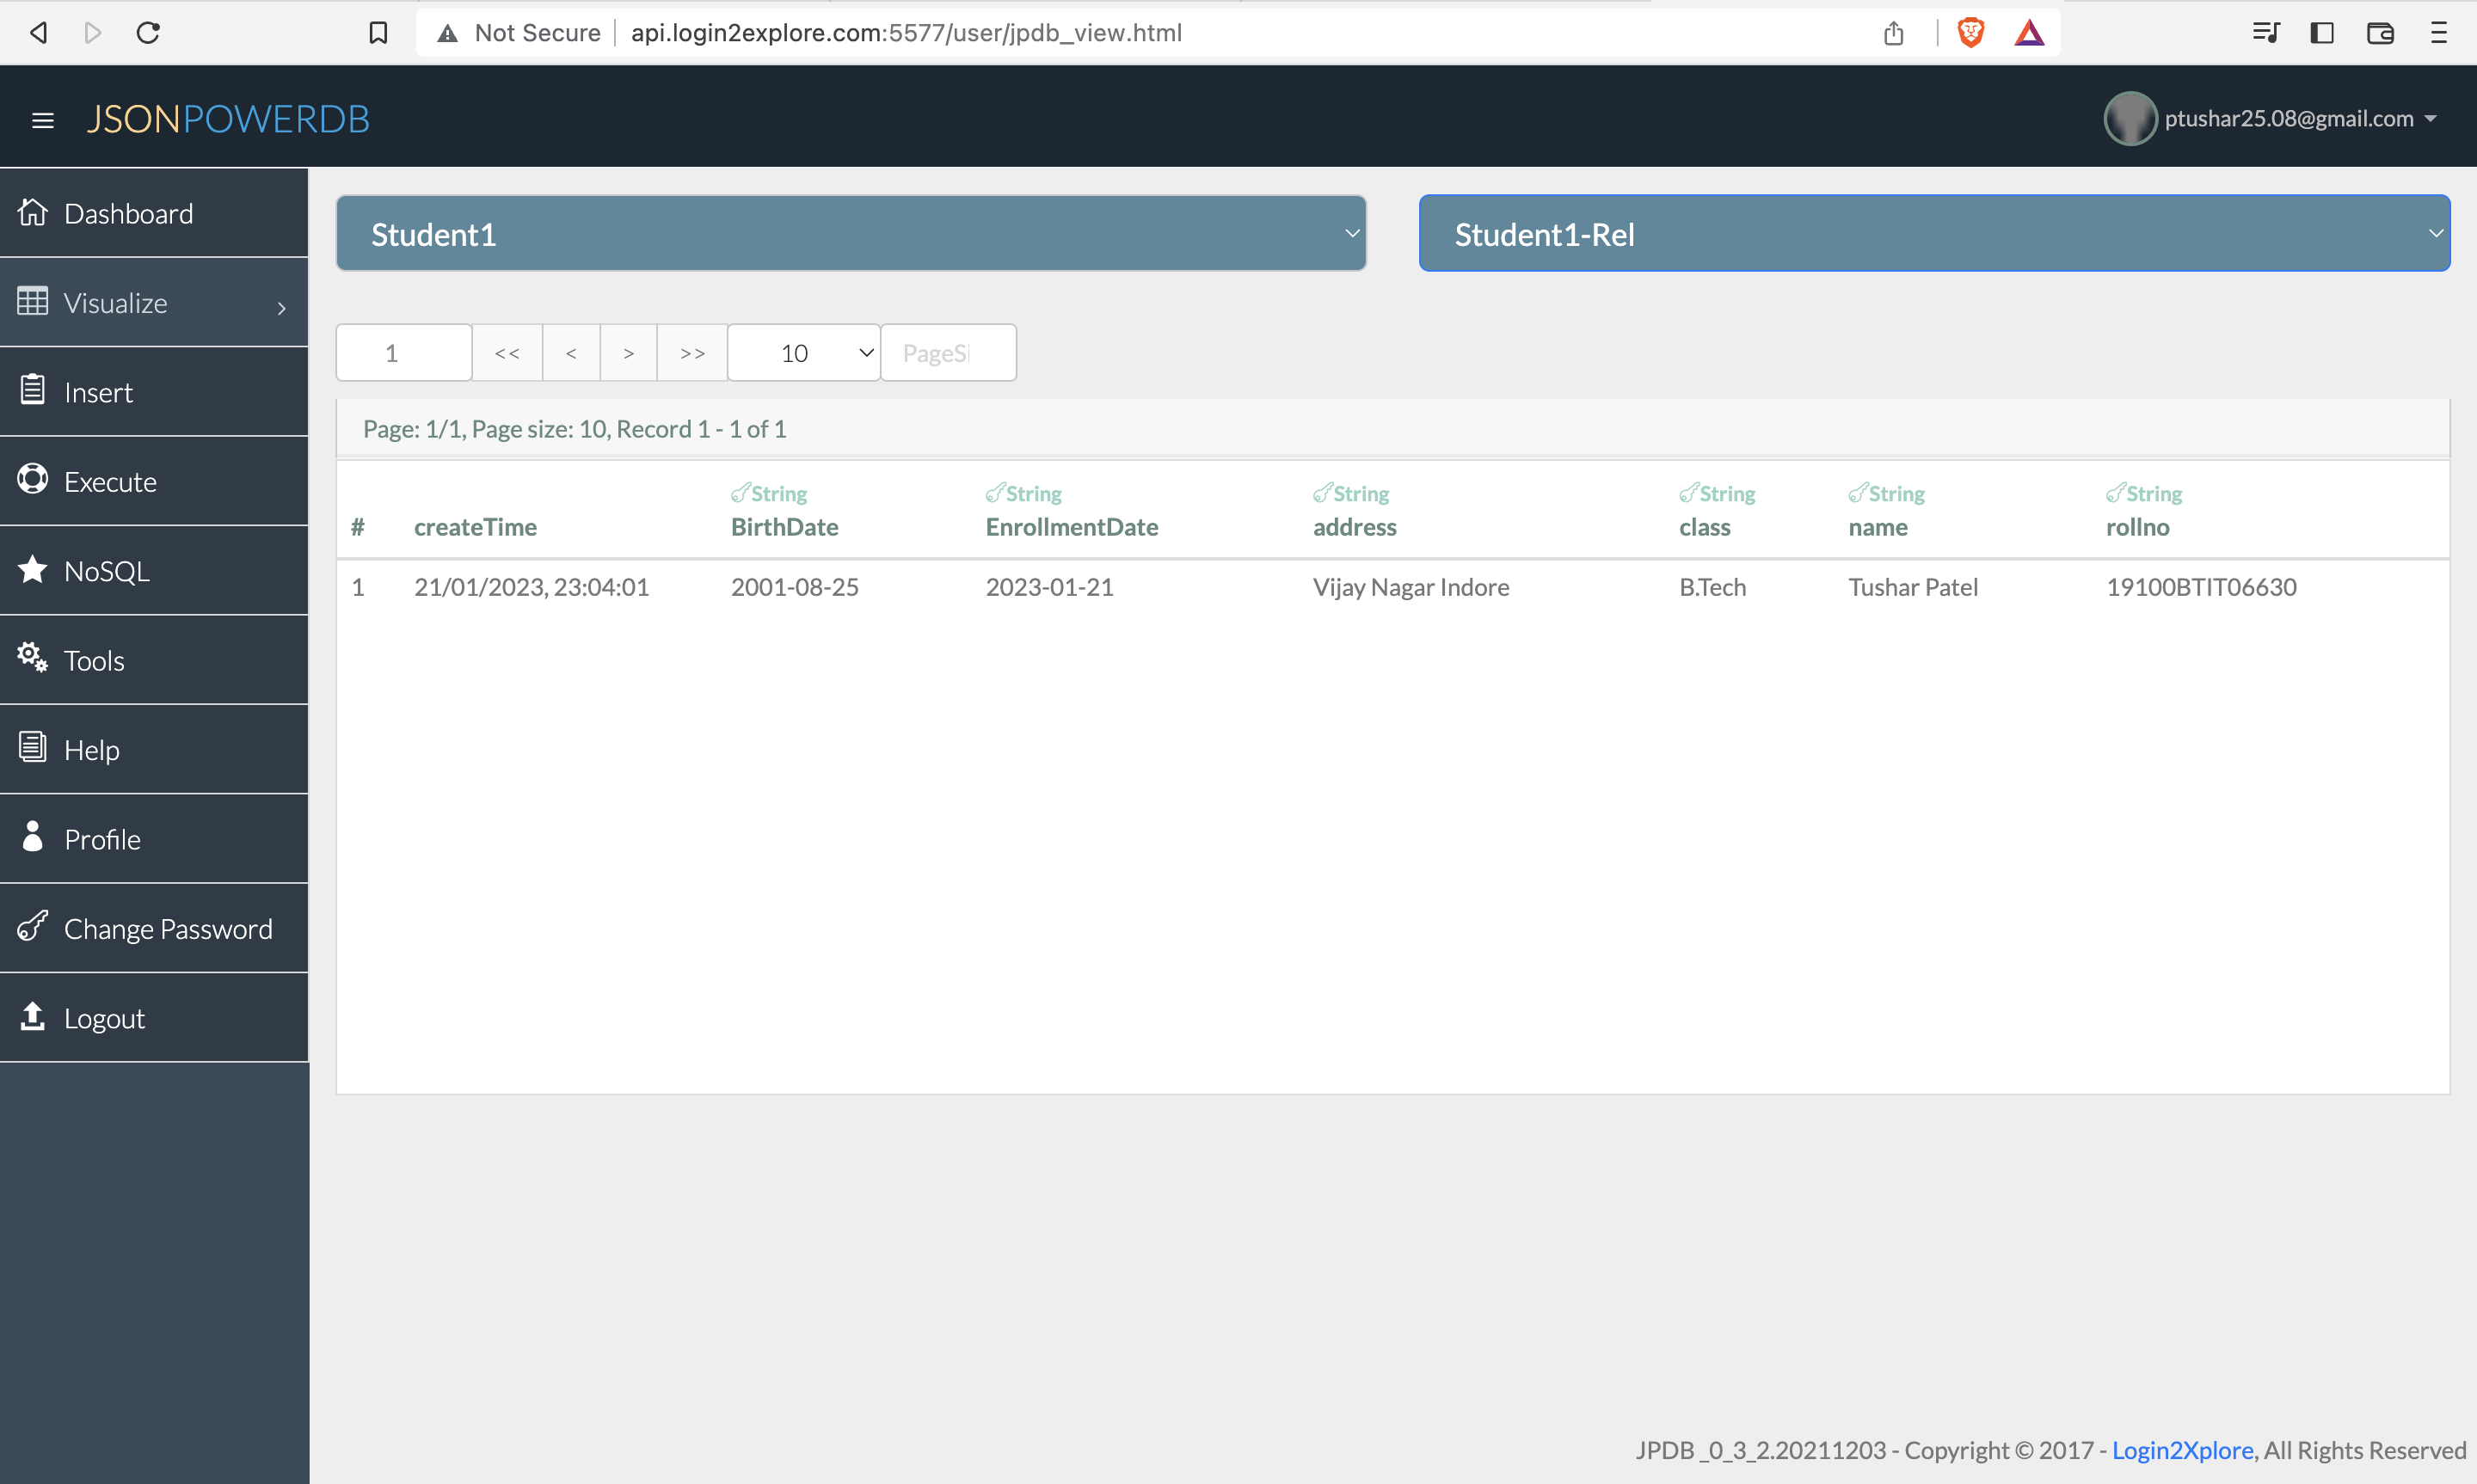 Not Secure api.login2explore.com:5577/user/jpdb_view.html
JSONPOWERDB
ptushar25.08@gmail.com
Dashboard
Visualize
Insert
Execute
NoSQL
Tools
Help
Profile
Change Password
Logout
Student1 Student1-Rel
1 << < > >> 10 PageSi
Page: 1/1, Page size: 10, Record 1 - 1 of 1
String String String String String String
# createTime BirthDate EnrollmentDate address class name rollno
1 21/01/2023, 23:04:01 2001-08-25 2023-01-21 Vijay Nagar Indore B.Tech Tushar Patel 19100BTIT06630
JPDB_0_3_2.20211203 - Copyright © 2017 - Login2Xplore, All Rights Reserved